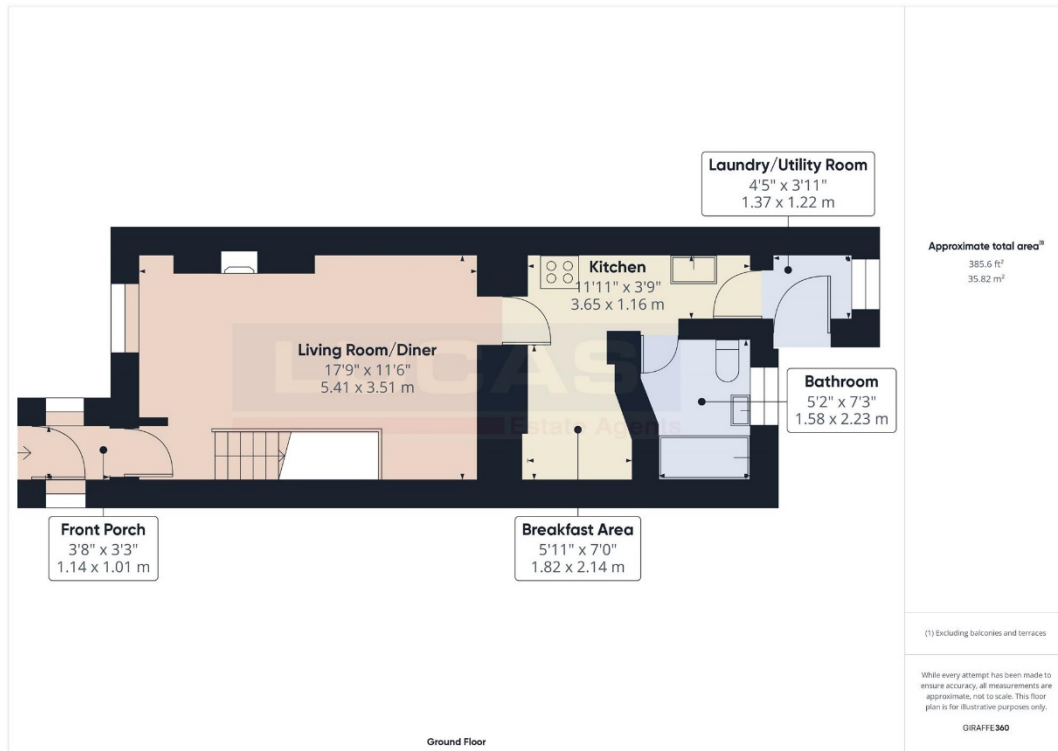 Laundry/Utility Room
4'5" x 3'11"
1.37 x 1.22 m
Kitchen
11'11" x 3'9"
3.65 x 1.16 m
Living Room/Diner
17'9" x 11'6"
5.41 x 3.51 m
LUCAS
Estate Agents
Bathroom
5'2" x 7'3"
1.58 x 2.23 m
Front Porch
3'8" x 3'3"
1.14 x 1.01 m
Breakfast Area
5'11" x 7'0"
1.82 x 2.14 m
Ground Floor
Approximate total area⁽¹⁾
385.6 ft²
35.82 m²
(1) Excluding balconies and terraces
While every attempt has been made to
ensure accuracy, all measurements are
approximate, not to scale. This floor
plan is for illustrative purposes only.
GIRAFFE360